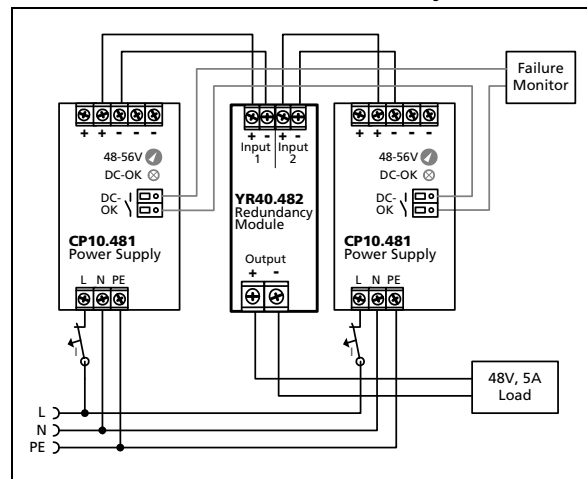 Failure
Monitor
+ + - - -
48-56V
DC-OK
DC-
OK
CP10.481
Power Supply
L N PE
+ - + -
Input Input
1 2
YR40.482
Redundancy
Module
Output
+ -
+ + - - -
48-56V
DC-OK
DC-
OK
CP10.481
Power Supply
L N PE
I
I
48V, 5A
Load
L
N
PE